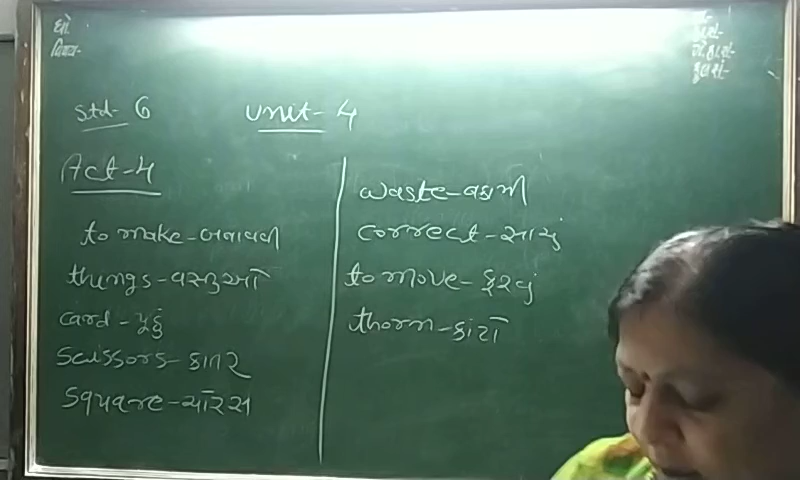 ધો.
વિષય-
Std- 6
Unit- 4
Act-4
to make-બનાવવી
things-વસ્તુઓ
card-પૂઠું
Scissors-કાતર
Square-ચોરસ
waste-નકામી
correct-સાચું
to move-ફરવું
thorn-કાંટો